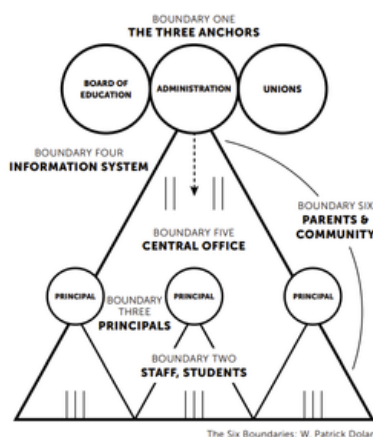 BOUNDARY ONE
THE THREE ANCHORS
BOARD OF
EDUCATION
ADMINISTRATION
UNIONS
BOUNDARY FOUR
INFORMATION SYSTEM
BOUNDARY SIX
PARENTS &
COMMUNITY
BOUNDARY FIVE
CENTRAL OFFICE
PRINCIPAL
BOUNDARY
THREE
PRINCIPALS
PRINCIPAL
PRINCIPAL
BOUNDARY TWO
STAFF, STUDENTS
The Six Boundaries: W. Patrick Dolan